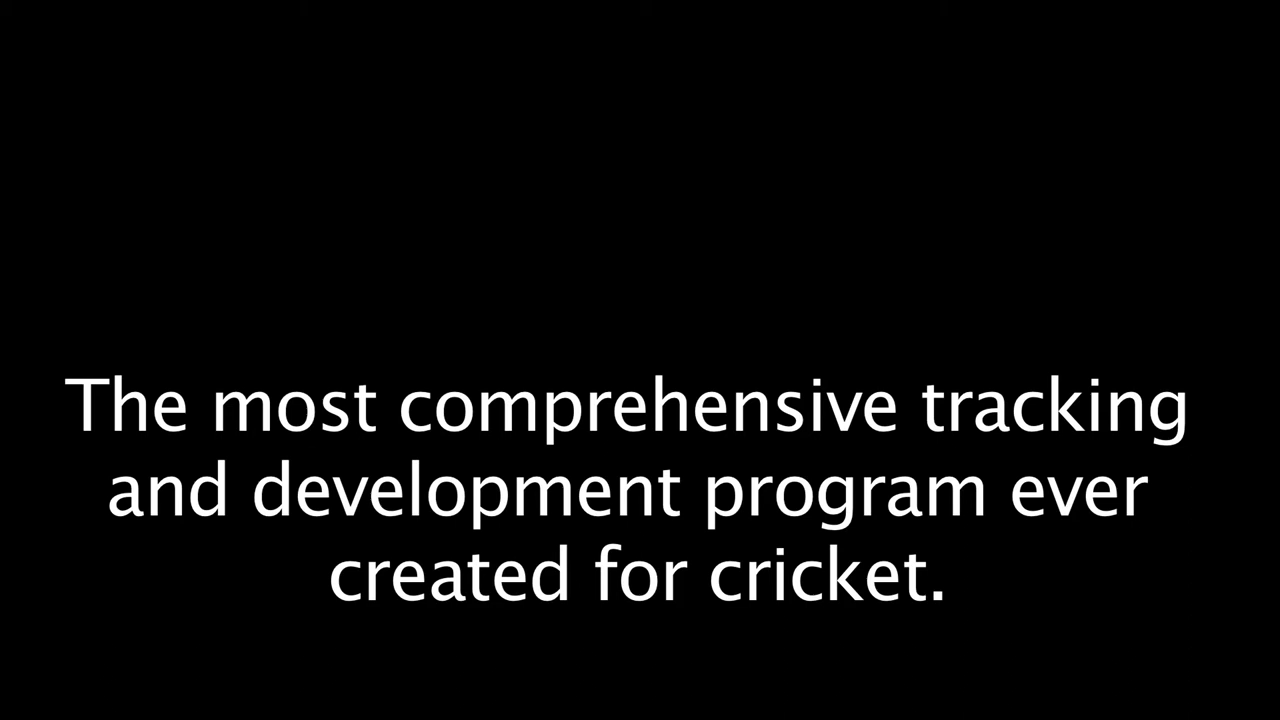 The most comprehensive tracking
and development program ever
created for cricket.